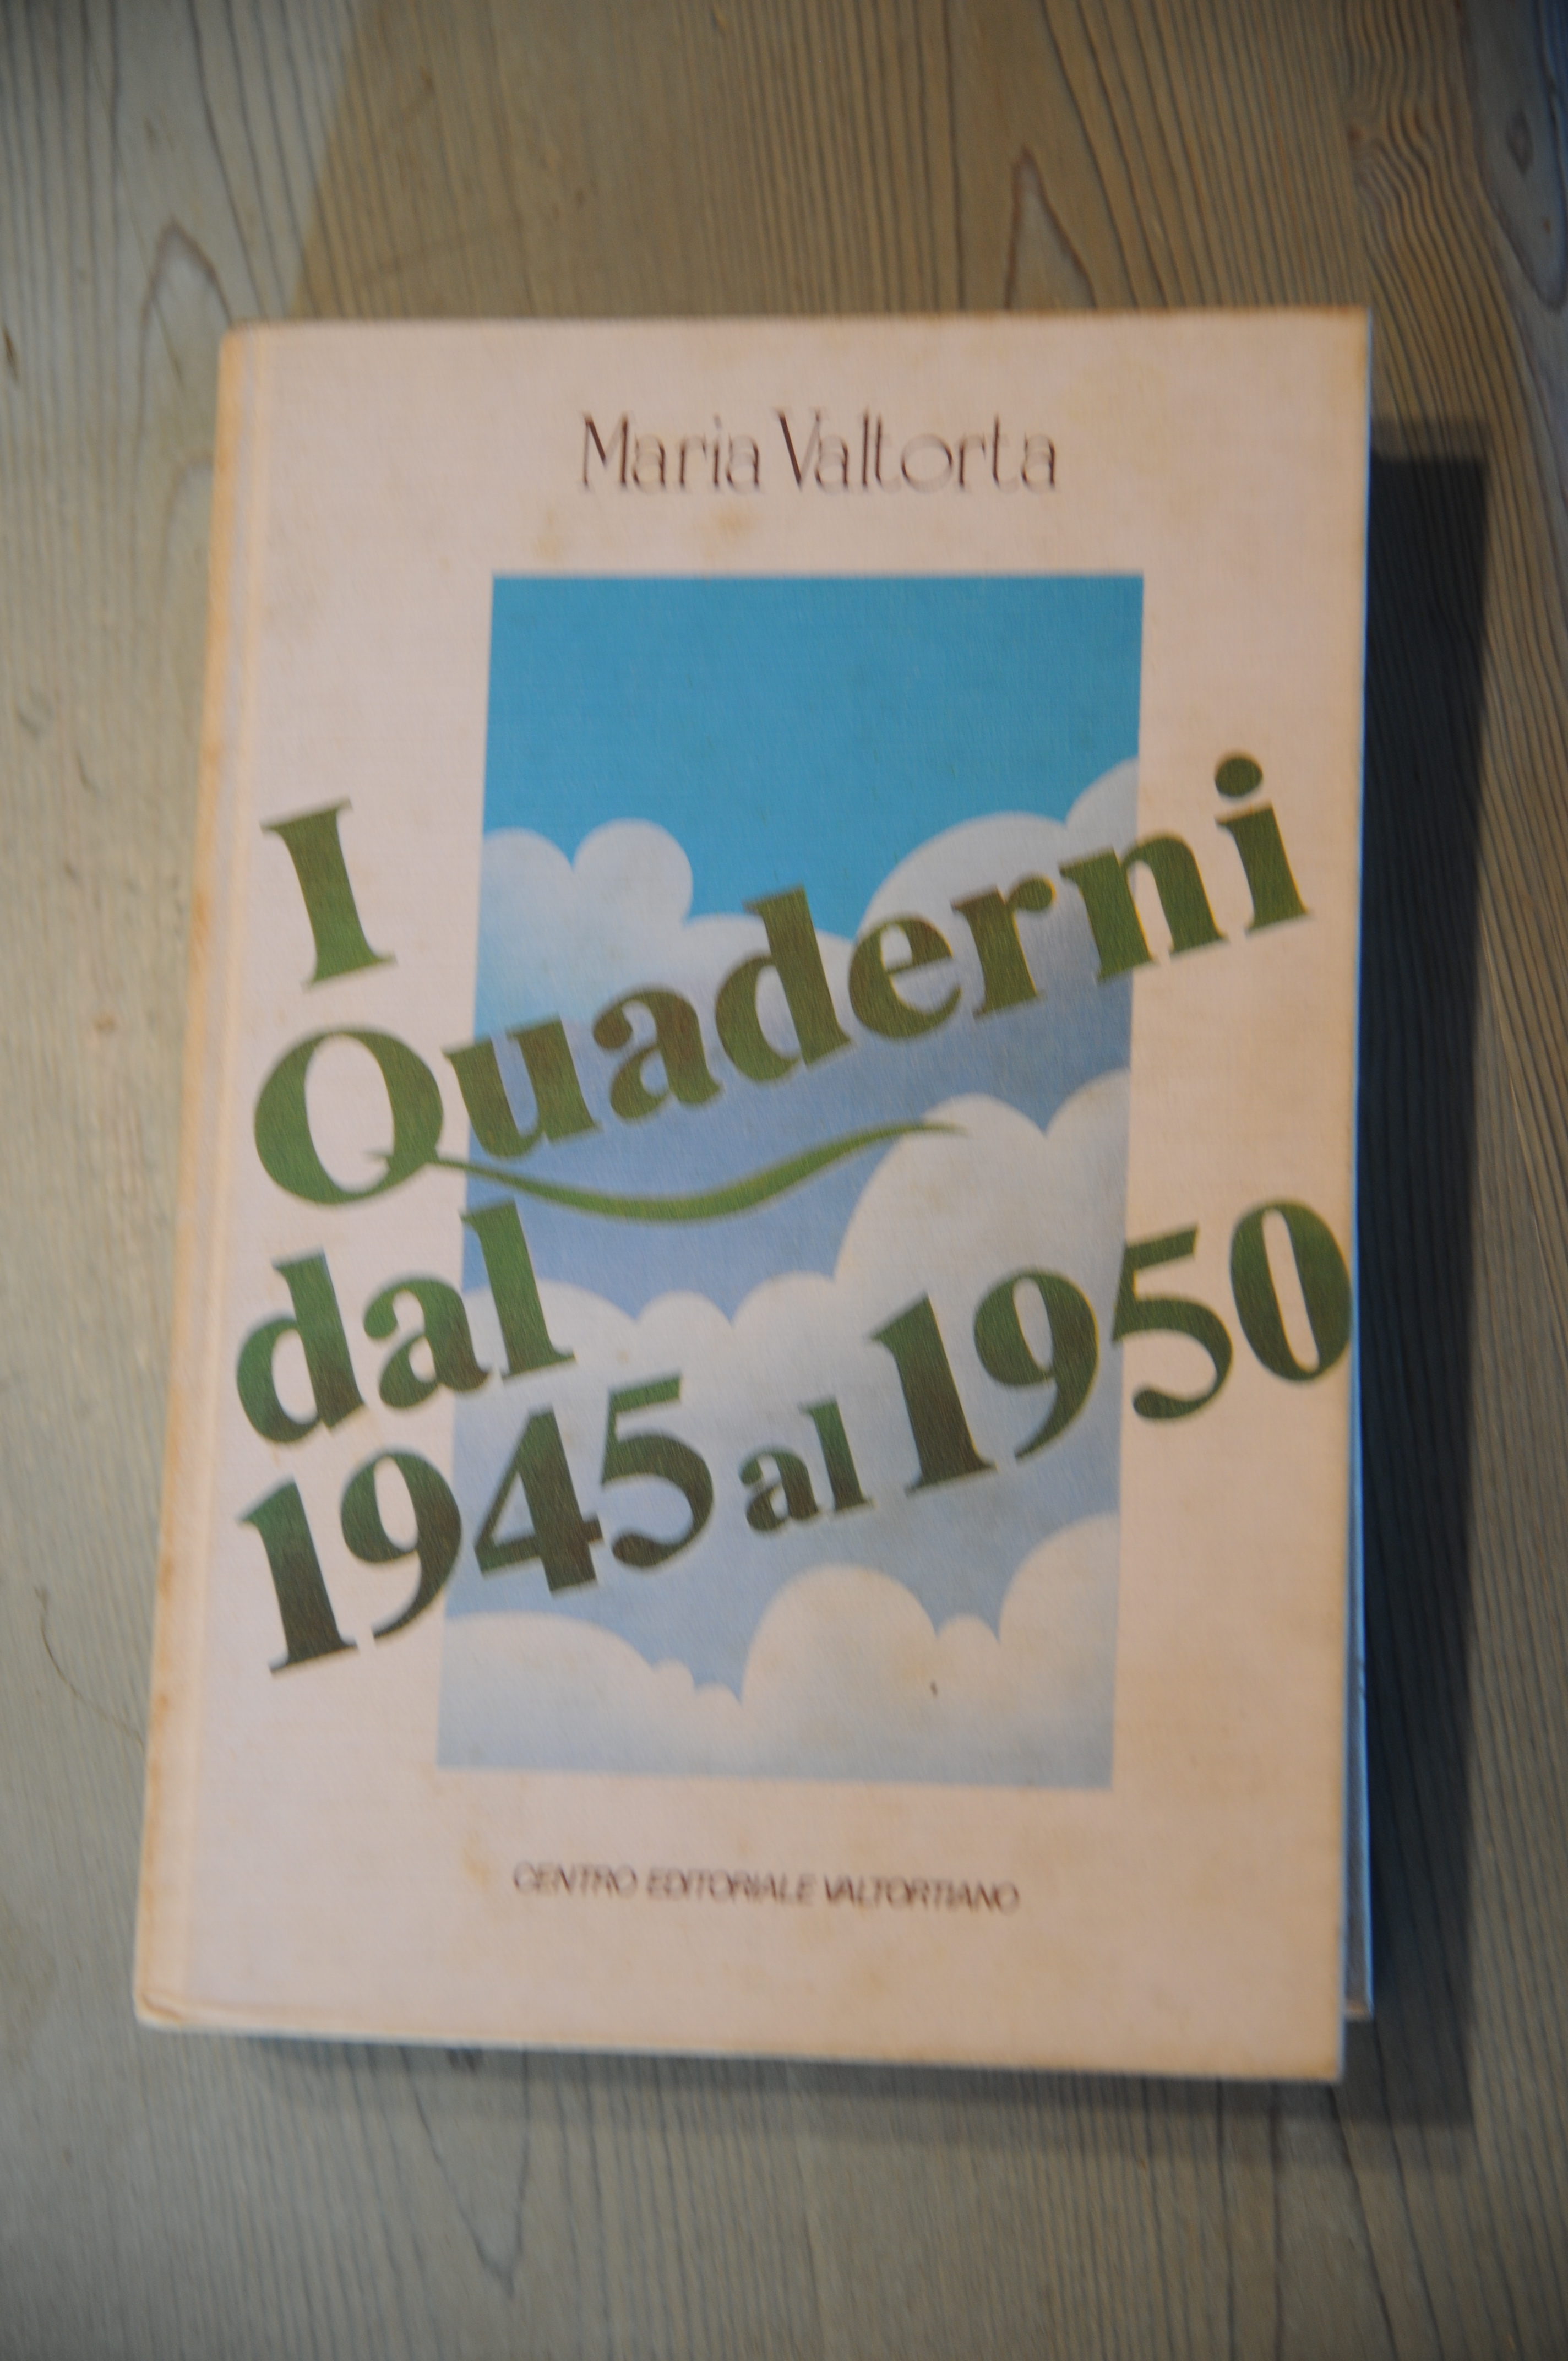 Maria Valtorta
I
Quaderni
dal
1945 al 1950
CENTRO EDITORIALE VALTORTIANO